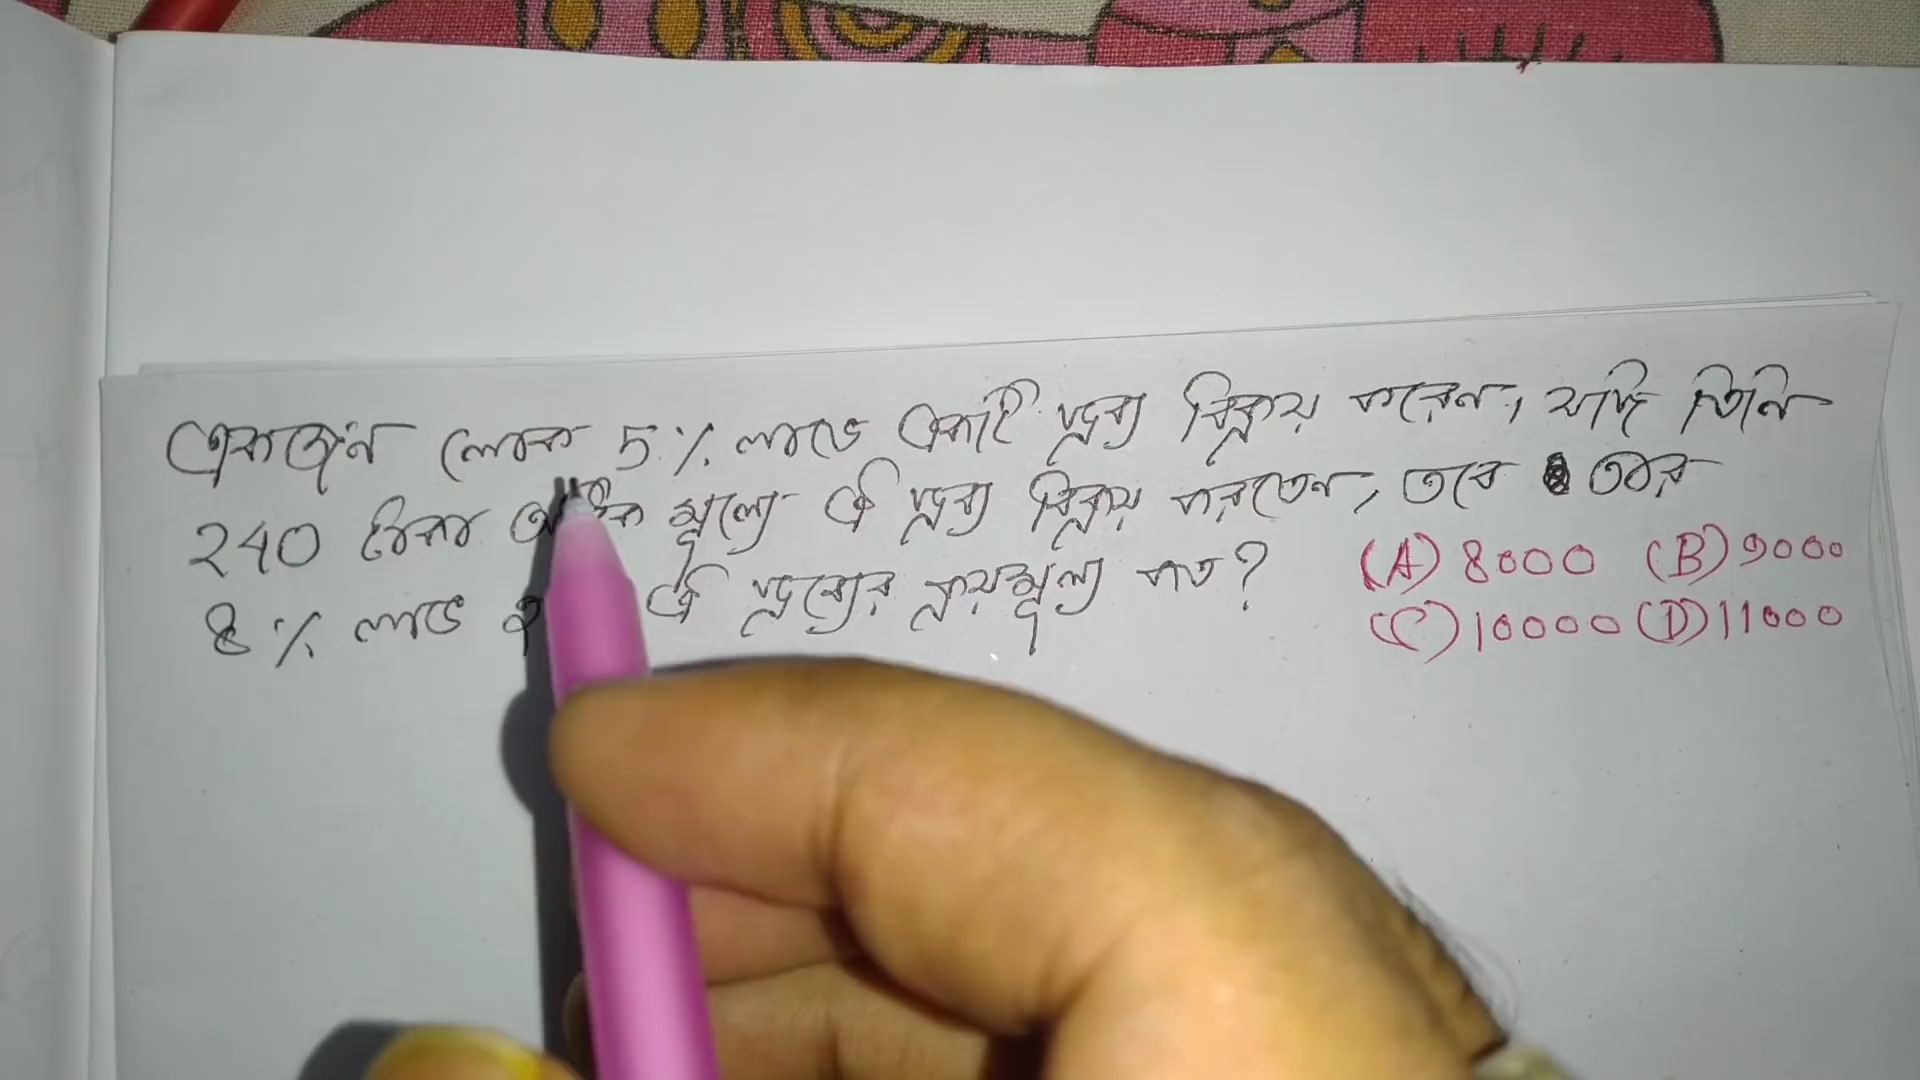 একজন লোক 5% লাভে একটি দ্রব্য বিক্রয় করেন, যদি তিনি
240 টাকা মূল্যে ঐ দ্রব্য বিক্রয় করতেন, তবে তার
8% লাভ ঐ দ্রব্যের ক্রয়মূল্য কত?
(A) 8000 (B) 9000
(C) 10000 (D) 11000